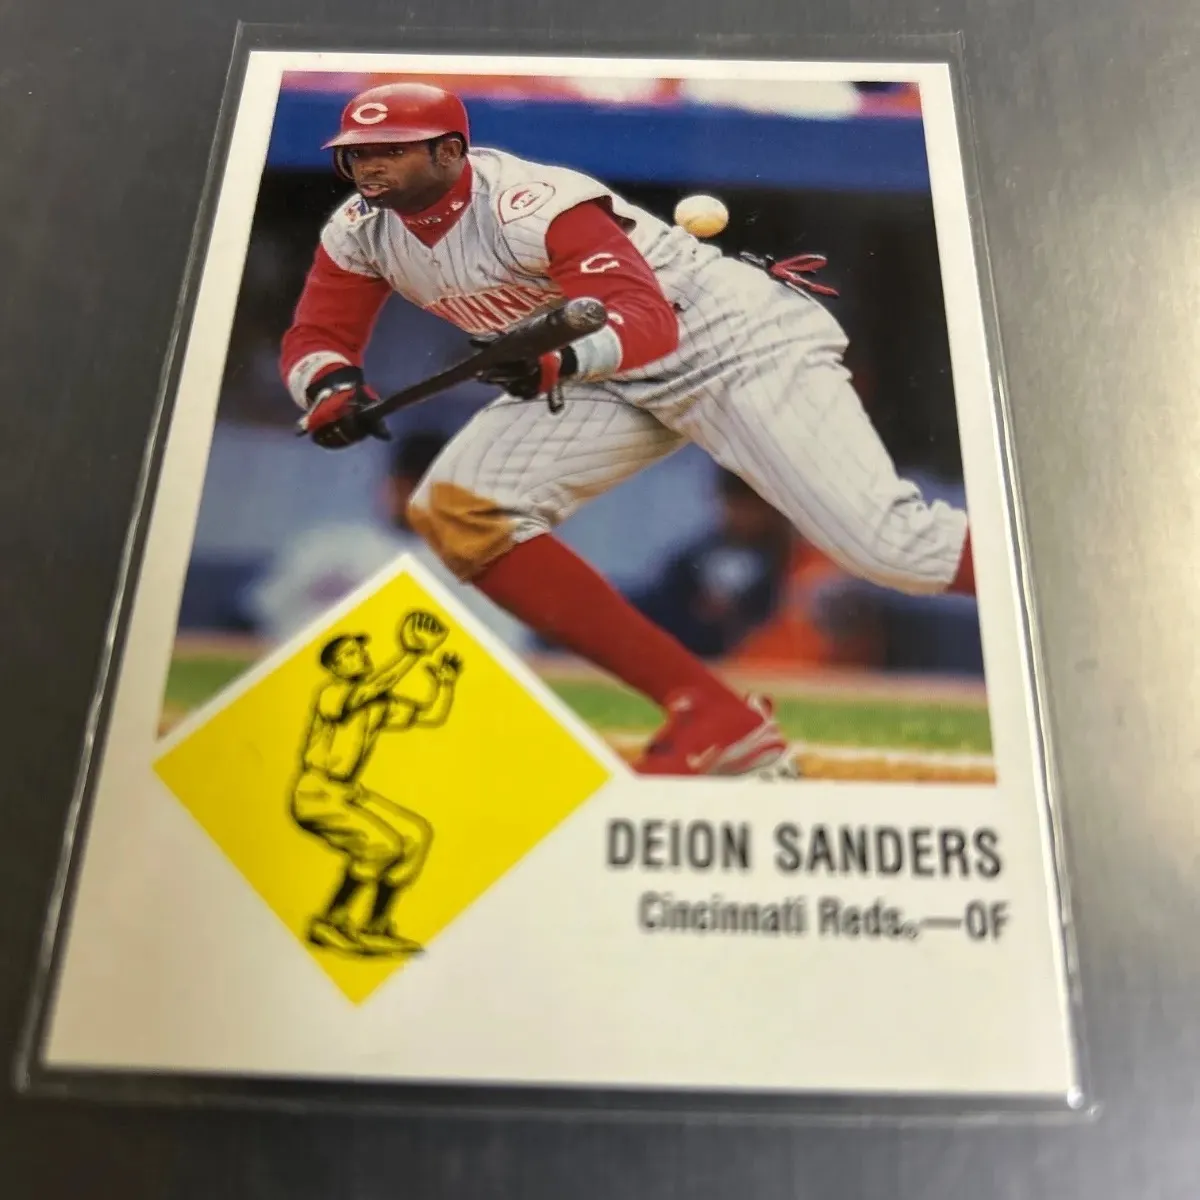 C
C
DEION SANDERS
Cincinnati Reds.—OF